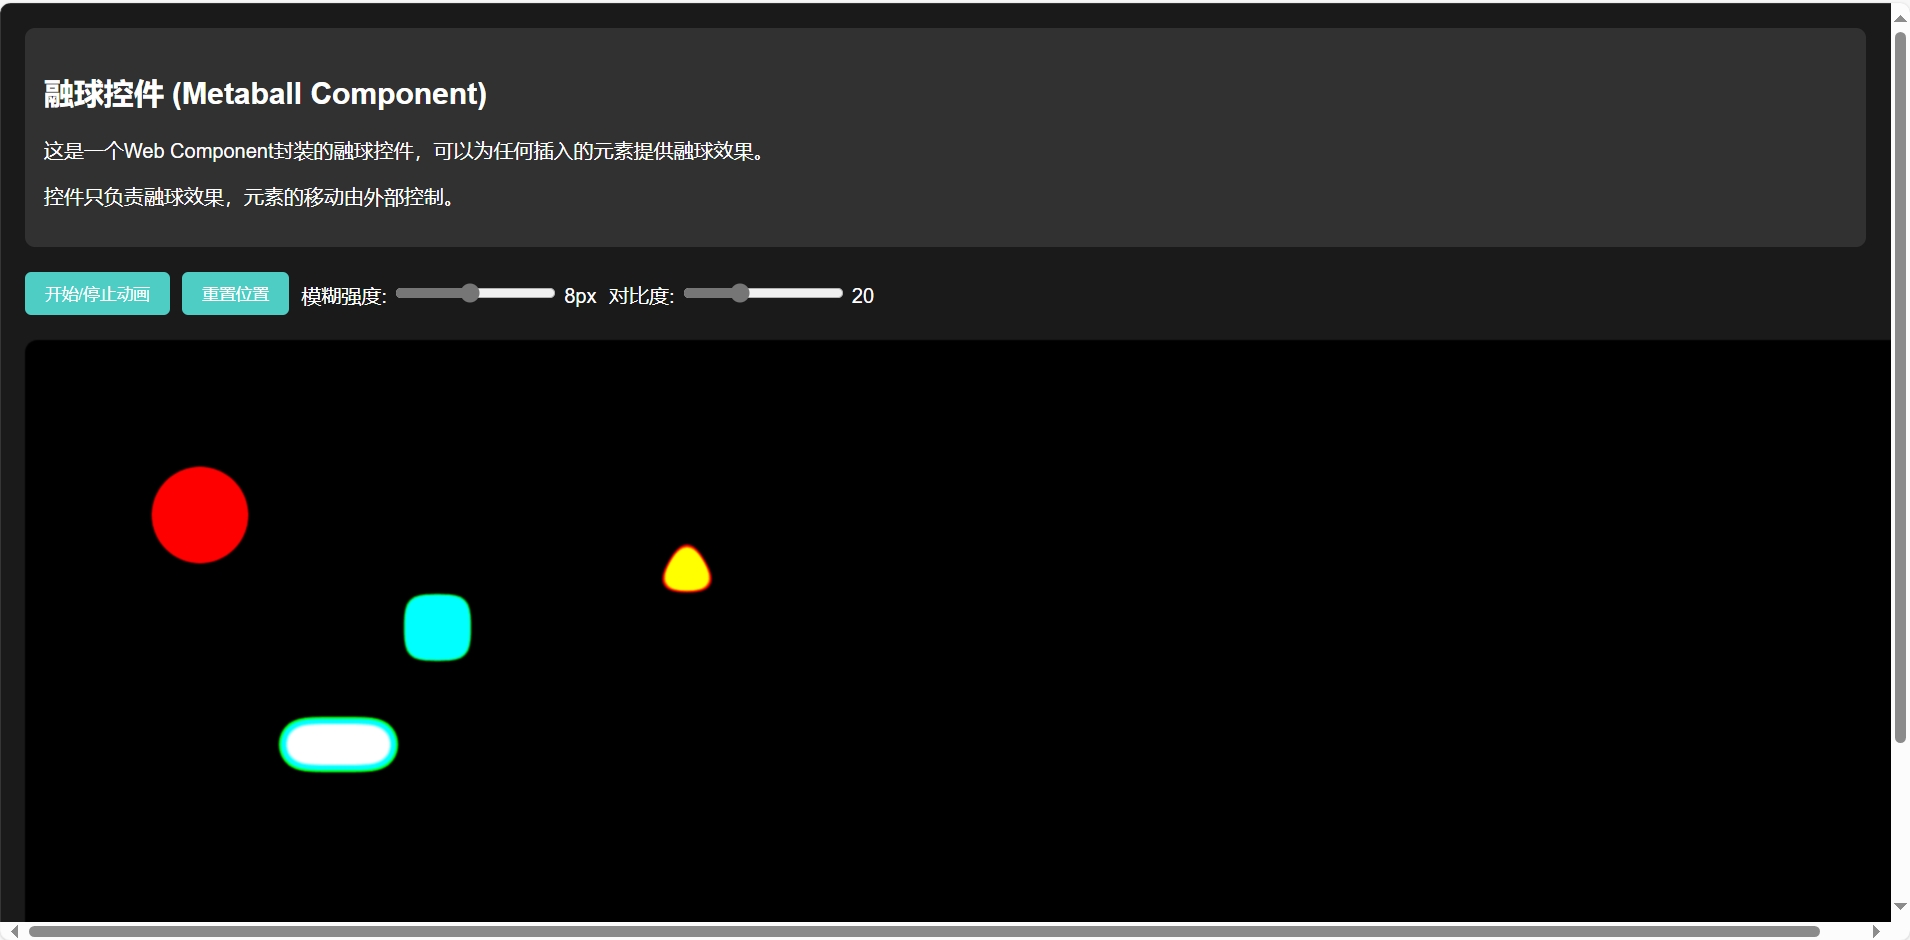 融球控件 (Metaball Component)
这是一个Web Component封装的融球控件，可以为任何插入的元素提供融球效果。
控件只负责融球效果，元素的移动由外部控制。
开始/停止动画 重置位置 模糊强度: 8px 对比度: 20